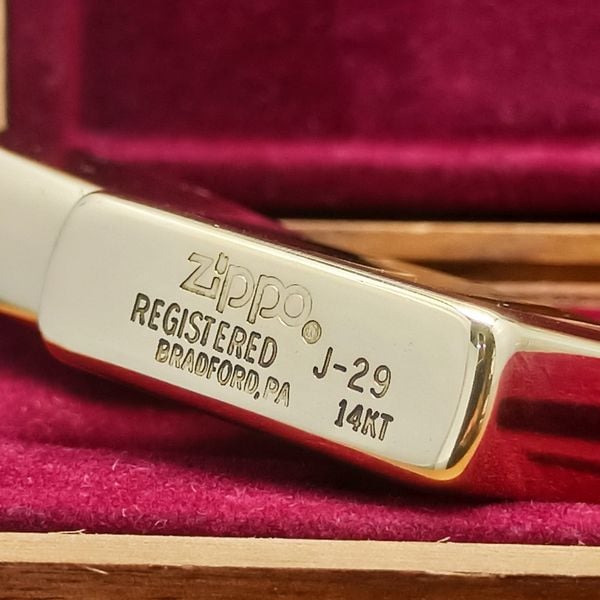 Zippo®
REGISTERED J-29
BRADFORD, PA 14KT